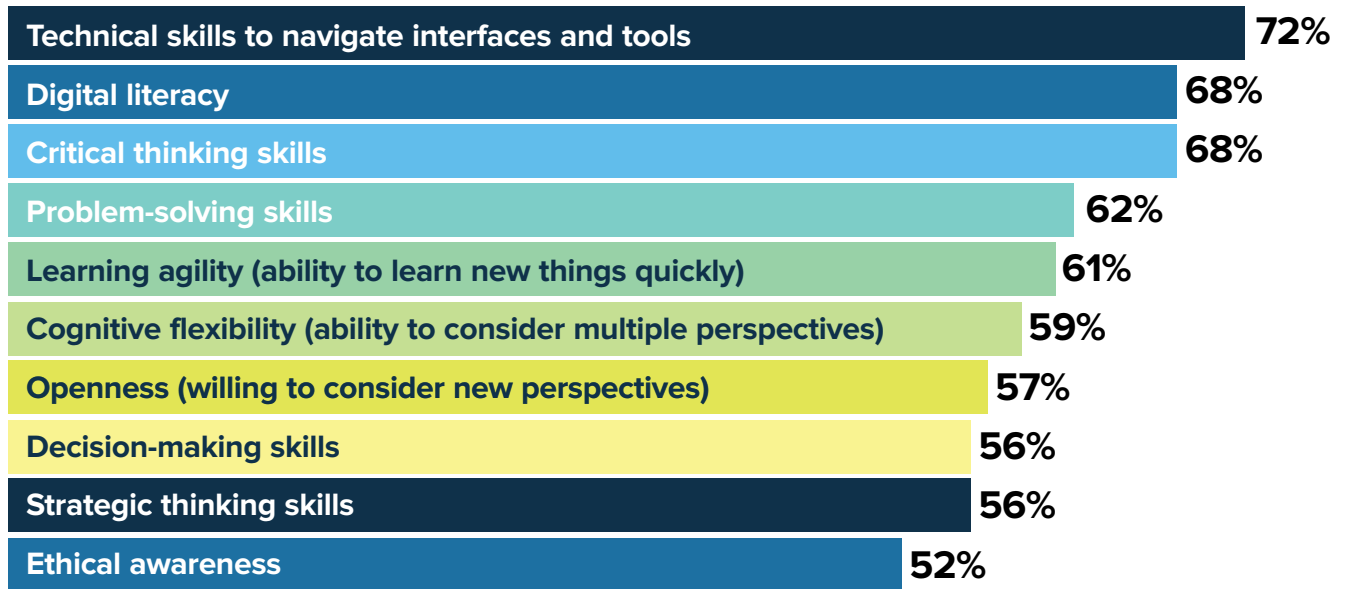 Technical skills to navigate interfaces and tools 72%
Digital literacy 68%
Critical thinking skills 68%
Problem-solving skills 62%
Learning agility (ability to learn new things quickly) 61%
Cognitive flexibility (ability to consider multiple perspectives) 59%
Openness (willing to consider new perspectives) 57%
Decision-making skills 56%
Strategic thinking skills 56%
Ethical awareness 52%